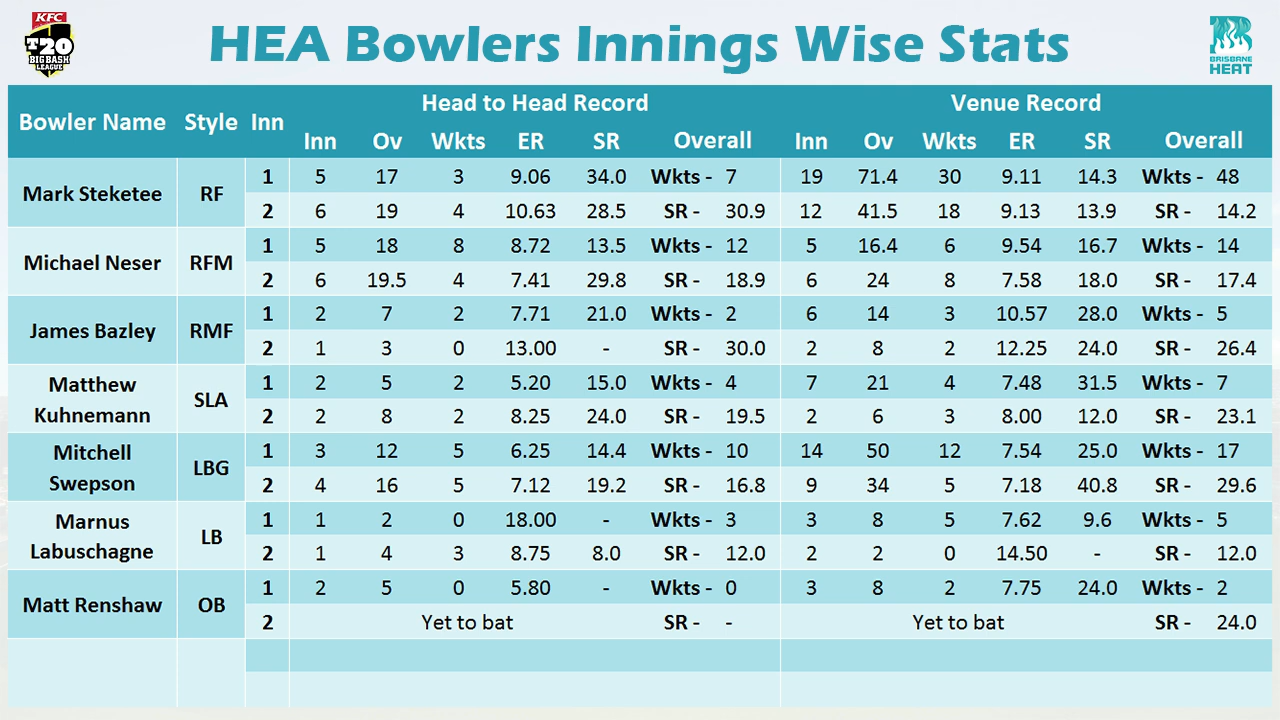 KFC
T20
BIG BASH
LEAGUE
HEA Bowlers Innings Wise Stats
BRISBANE
HEAT
Bowler Name Style Inn Head to Head Record Venue Record
Inn Ov Wkts ER SR Overall Inn Ov Wkts ER SR Overall
Mark Steketee RF
1 5 17 3 9.06 34.0 Wkts - 7 19 71.4 30 9.11 14.3 Wkts - 48
2 6 19 4 10.63 28.5 SR - 30.9 12 41.5 18 9.13 13.9 SR - 14.2
Michael Neser RFM
1 5 18 8 8.72 13.5 Wkts - 12 5 16.4 6 9.54 16.7 Wkts - 14
2 6 19.5 4 7.41 29.8 SR - 18.9 6 24 8 7.58 18.0 SR - 17.4
James Bazley RMF
1 2 7 2 7.71 21.0 Wkts - 2 6 14 3 10.57 28.0 Wkts - 5
2 1 3 0 13.00 - SR - 30.0 2 8 2 12.25 24.0 SR - 26.4
Matthew
Kuhnemann SLA
1 2 5 2 5.20 15.0 Wkts - 4 7 21 4 7.48 31.5 Wkts - 7
2 2 8 2 8.25 24.0 SR - 19.5 2 6 3 8.00 12.0 SR - 23.1
Mitchell
Swepson LBG
1 3 12 5 6.25 14.4 Wkts - 10 14 50 12 7.54 25.0 Wkts - 17
2 4 16 5 7.12 19.2 SR - 16.8 9 34 5 7.18 40.8 SR - 29.6
Marnus
Labuschagne LB
1 1 2 0 18.00 - Wkts - 3 3 8 5 7.62 9.6 Wkts - 5
2 1 4 3 8.75 8.0 SR - 12.0 2 2 0 14.50 - SR - 12.0
Matt Renshaw OB
1 2 5 0 5.80 - Wkts - 0 3 8 2 7.75 24.0 Wkts - 2
2 Yet to bat SR - - Yet to bat SR - 24.0